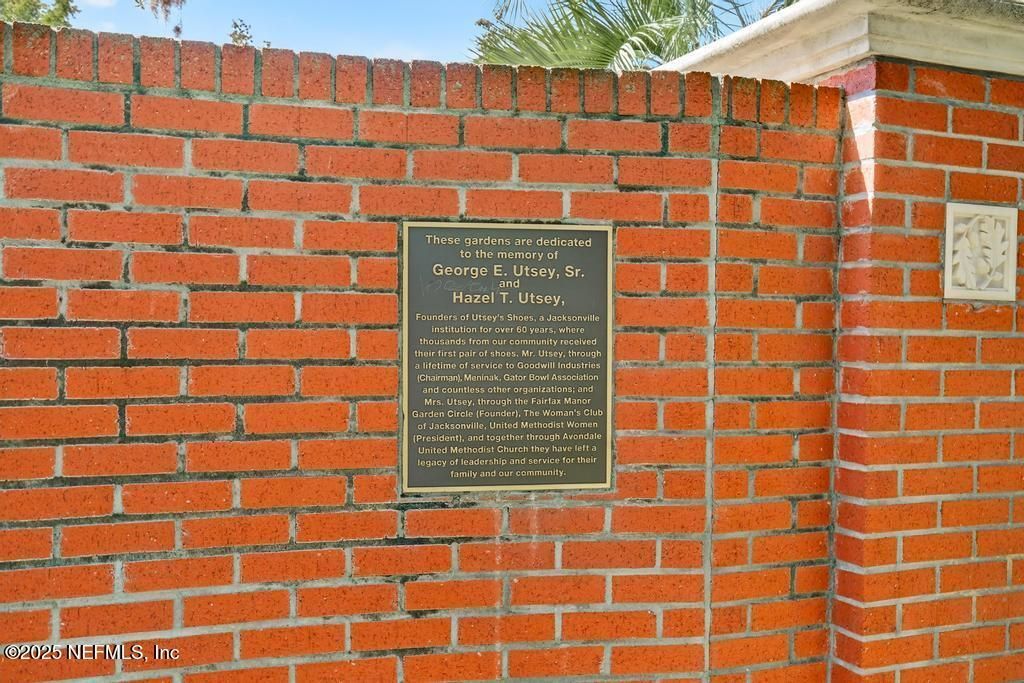 These gardens are dedicated
to the memory of
George E. Utsey, Sr.
and
Hazel T. Utsey,
Founders of Utsey's Shoes, a Jacksonville
institution for over 60 years, where
thousands from our community received
their first pair of shoes. Mr. Utsey, through
a lifetime of service to Goodwill Industries
(Chairman), Meninak, Gator Bowl Association
and countless other organizations; and
Mrs. Utsey, through the Fairfax Manor
Garden Circle (Founder), The Woman's Club
of Jacksonville, United Methodist Women
(President), and together through Avondale
United Methodist Church they have left a
legacy of leadership and service for their
family and our community.
©2025 NEFMLS, Inc